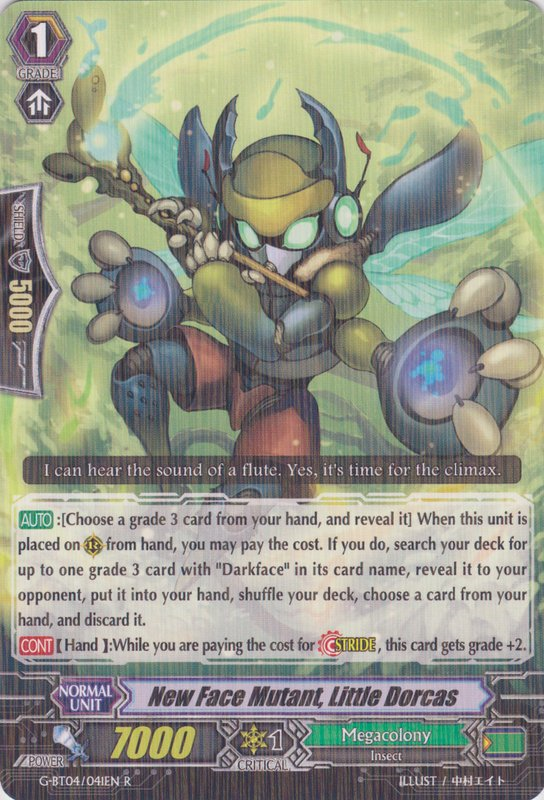 1
GRADE
SHIELD
5000
I can hear the sound of a flute. Yes, it's time for the climax.
AUTO :[Choose a grade 3 card from your hand, and reveal it] When this unit is
placed on from hand, you may pay the cost. If you do, search your deck for
up to one grade 3 card with "Darkface" in its card name, reveal it to your
opponent, put it into your hand, shuffle your deck, choose a card from your
hand, and discard it.
CONT【 Hand 】:While you are paying the cost for STRIDE , this card gets grade +2.
NORMAL
UNIT
New Face Mutant, Little Dorcas
POWER
7000
1
CRITICAL
Megacolony
Insect
G-BT04/041EN R
ILLUST / 中村エイト